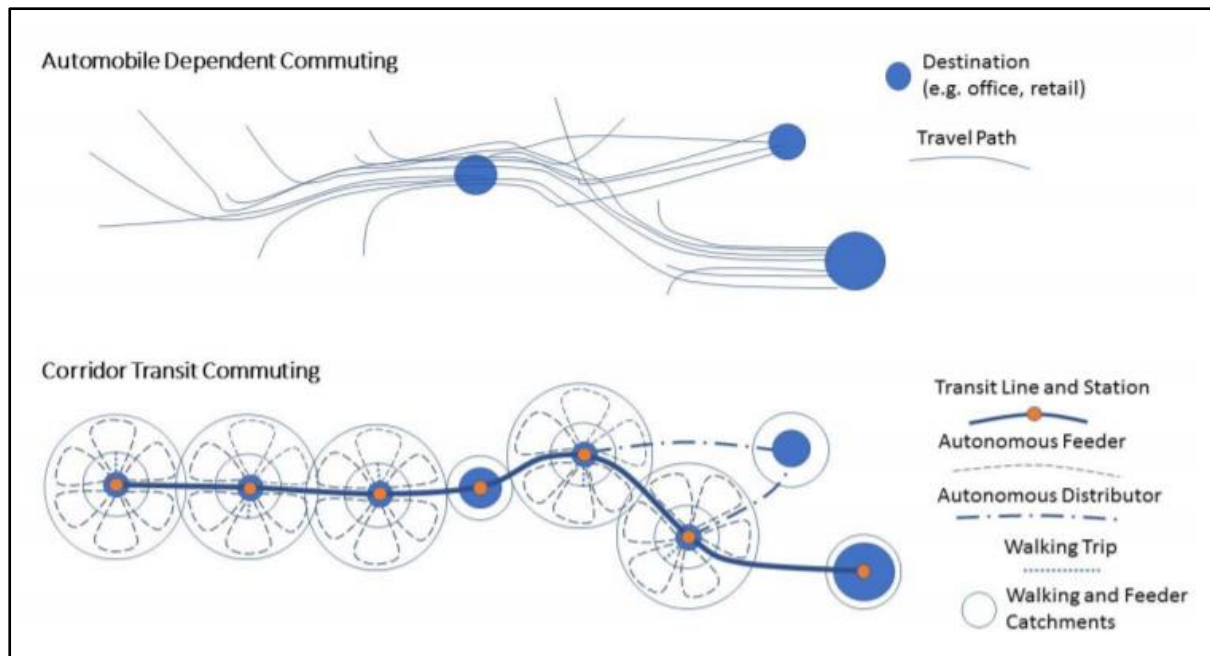 Automobile Dependent Commuting
Destination
(e.g. office, retail)
Travel Path
Corridor Transit Commuting
Transit Line and Station
Autonomous Feeder
Autonomous Distributor
Walking Trip
Walking and Feeder
Catchments